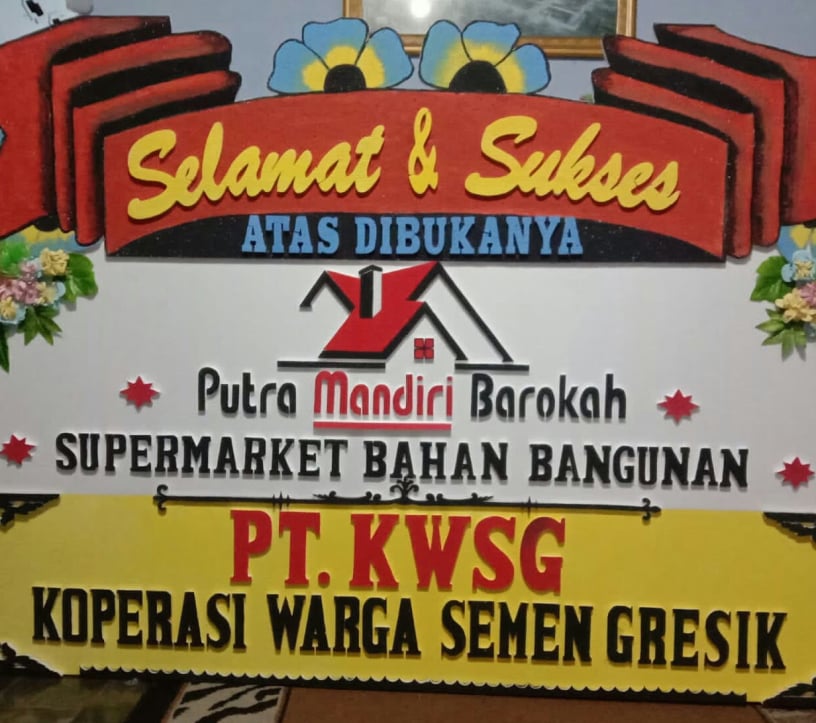 Selamat & Sukses
ATAS DIBUKANYA
Putra Mandiri Barokah
SUPERMARKET BAHAN BANGUNAN
PT. KWSG
KOPERASI WARGA SEMEN GRESIK